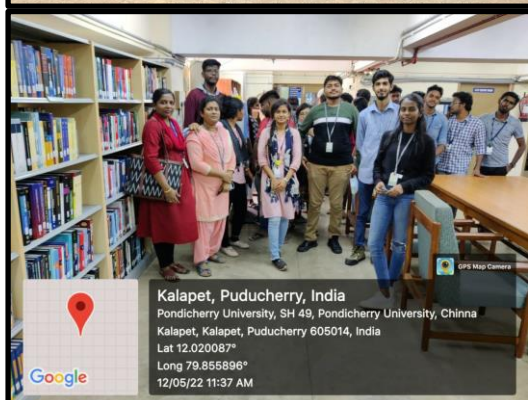 GPS Map Camera
Kalapet, Puducherry, India
Pondicherry University, SH 49, Pondicherry University, Chinna
Kalapet, Kalapet, Puducherry 605014, India
Lat 12.020087°
Long 79.855896°
12/05/22 11:37 AM
Google